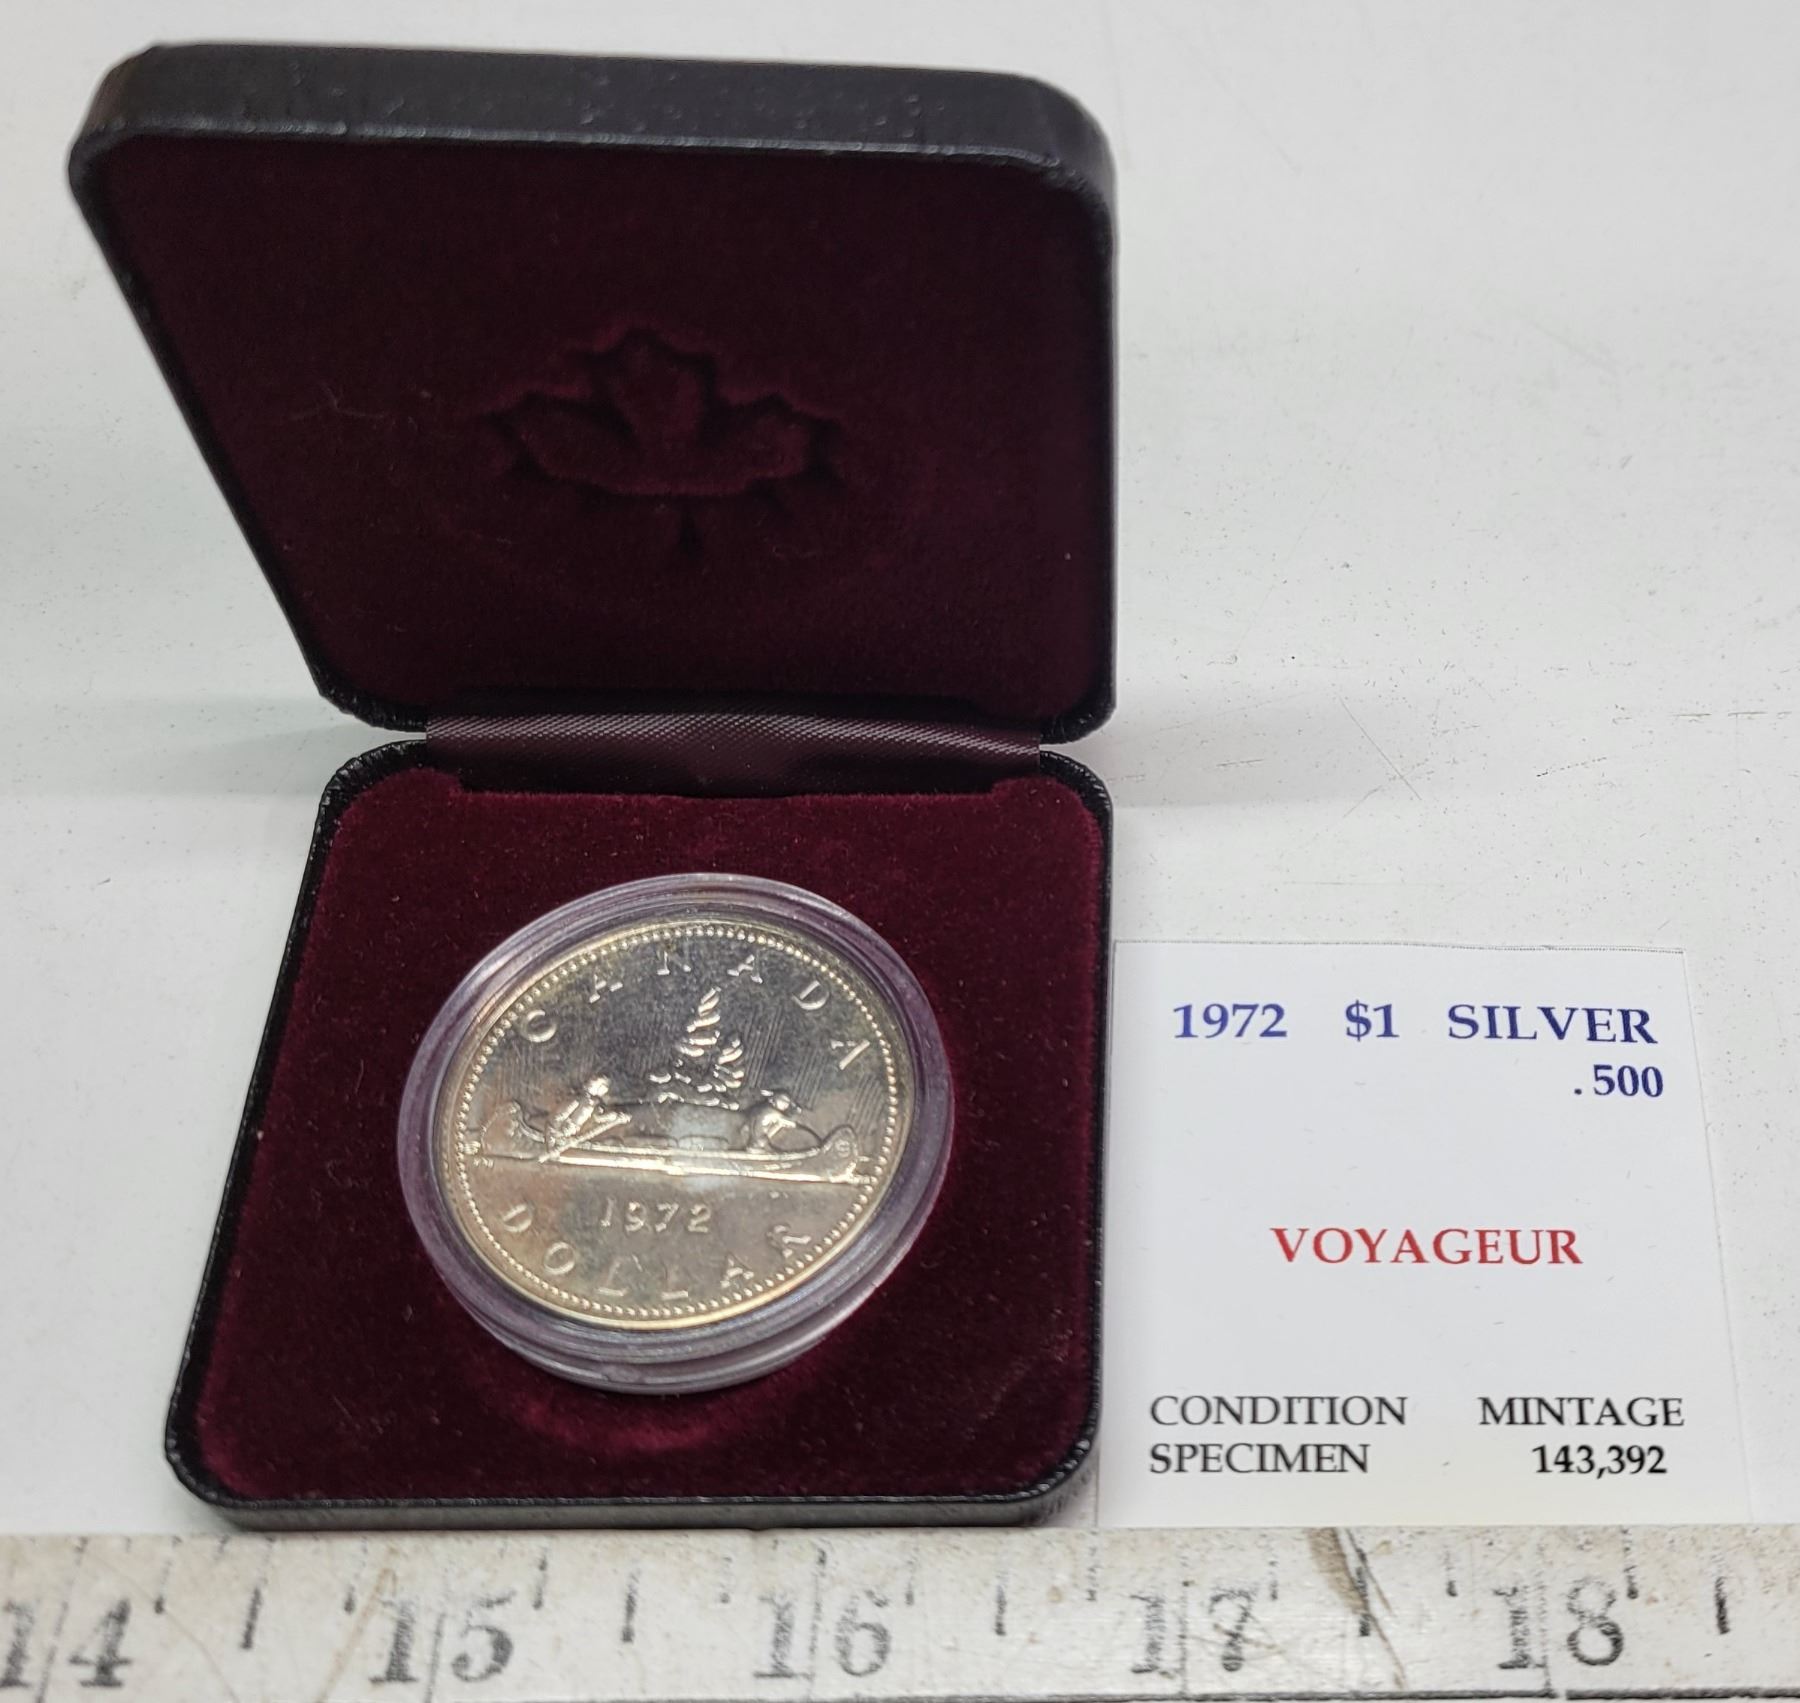 CANADA
1972
DOLLAR
1972 $1 SILVER
.500
VOYAGEUR
CONDITION MINTAGE
SPECIMEN 143,392
14 15 16 17 18